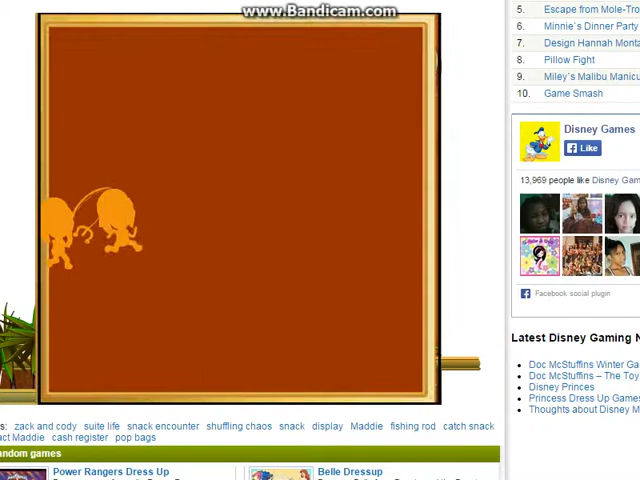 www.Bandicam.com
5. Escape from Mole-Tro
6. Minnie's Dinner Party
7. Design Hannah Monta
8. Pillow Fight
9. Miley's Malibu Manicu
10. Game Smash
Disney Games
Like
13,969 people like Disney Gam
Facebook social plugin
Latest Disney Gaming N
Doc McStuffins Winter Ga
Doc McStuffins – The Toy
Disney Princes
Princess Dress Up Games
Thoughts about Disney M
s: zack and cody suite life snack encounter shuffling chaos snack display Maddie fishing rod catch snack
act Maddie cash register pop bags
andom games
Power Rangers Dress Up
Belle Dressup